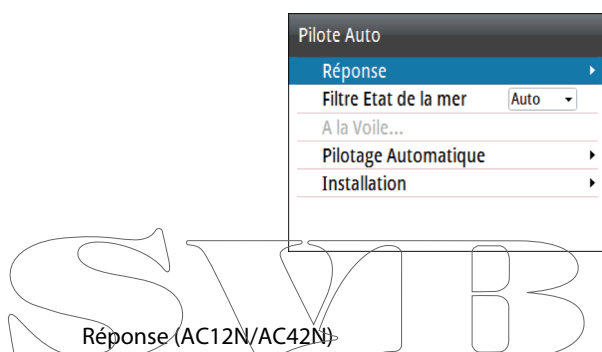 Pilote Auto
Réponse
Filtre Etat de la mer Auto
A la Voile...
Pilotage Automatique
Installation
SVB
Réponse (AC12N/AC42N)